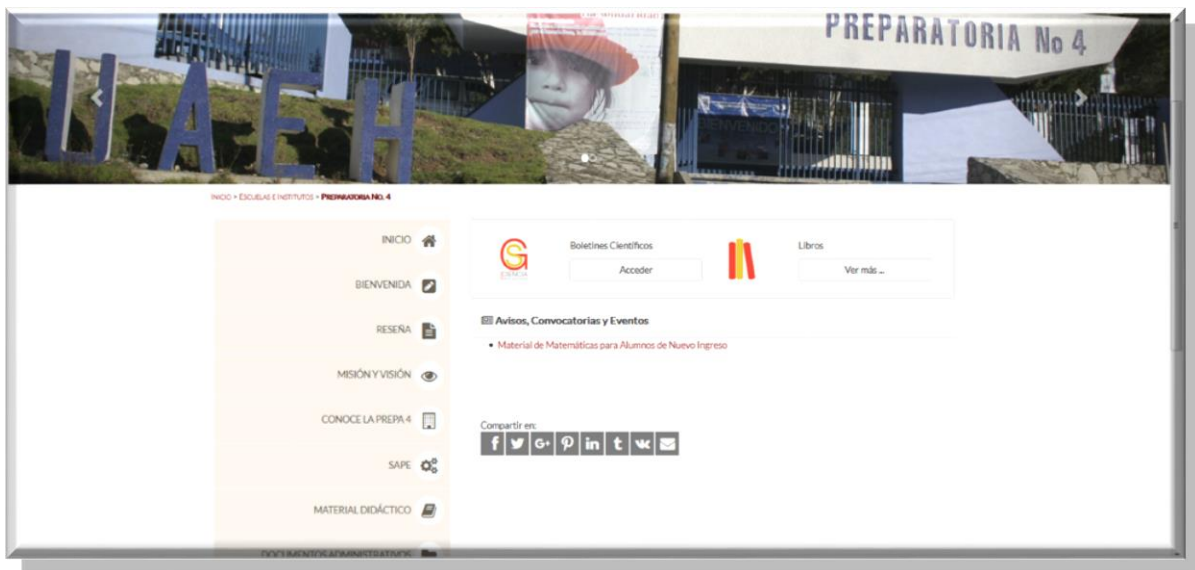 PREPARATORIA No 4
UAEH
BIENVENIDO
INICIO > ESCUELAS E INSTITUTOS > PREPARATORIA NO. 4
INICIO
BIENVENIDA
RESEÑA
MISIÓN Y VISIÓN
CONOCE LA PREPA 4
SAPE
MATERIAL DIDÁCTICO
DOCUMENTOS ADMINISTRATIVOS
Boletines Científicos
Acceder
Libros
Ver más ...
Avisos, Convocatorias y Eventos
• Material de Matemáticas para Alumnos de Nuevo Ingreso
Compartir en: